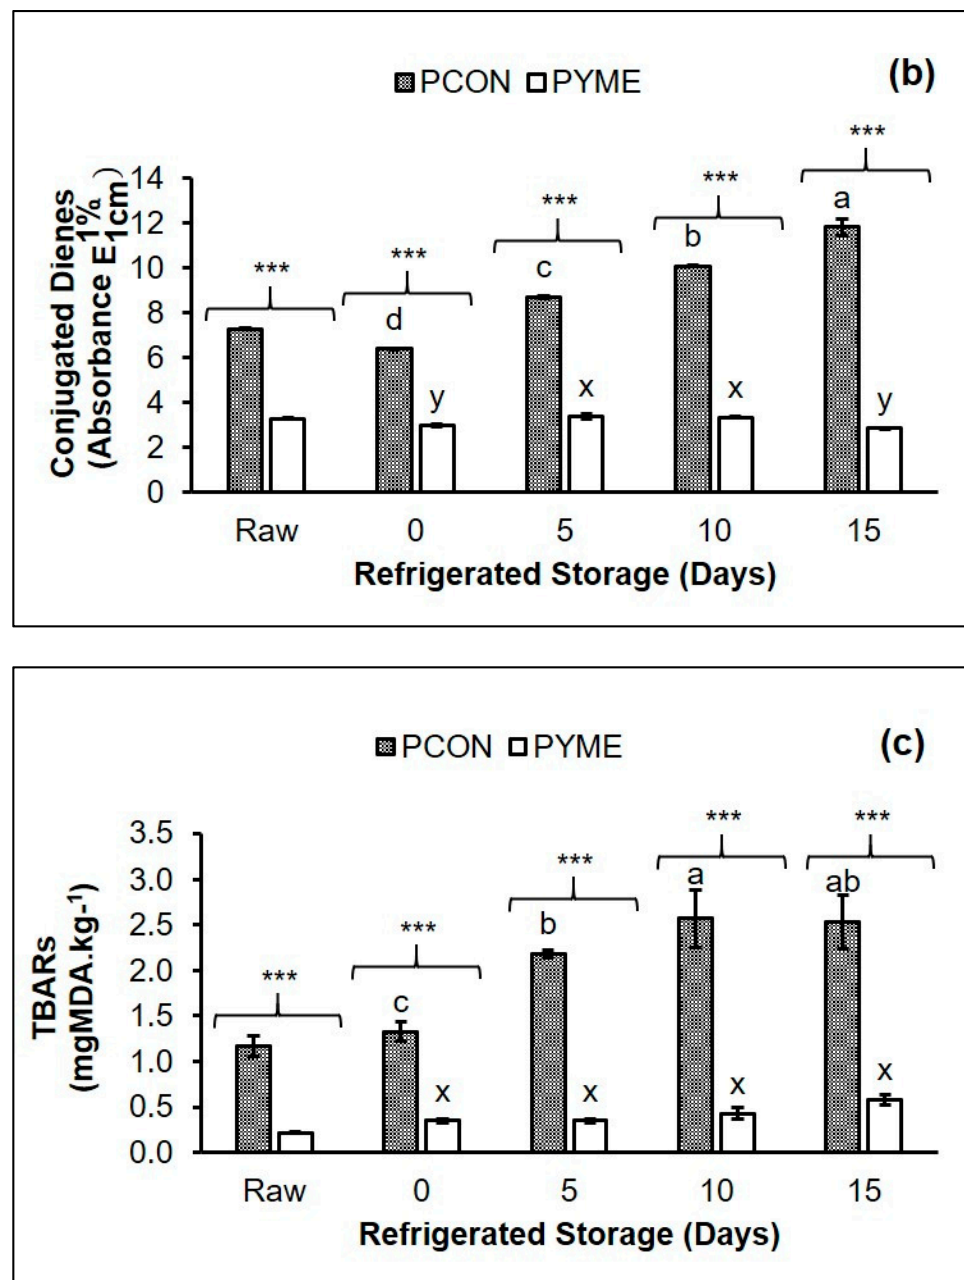 (b)
PCON PYME
Conjugated Dienes
(Absorbance E1% 1cm)
14
12
10
8
6
4
2
0
***
***
***
***
***
d
c
b
a
y
x
x
y
Raw 0 5 10 15
Refrigerated Storage (Days)
(c)
PCON PYME
TBARs
(mgMDA.kg-1)
3.5
3.0
2.5
2.0
1.5
1.0
0.5
0.0
***
***
***
***
***
c
b
a
ab
x
x
x
x
Raw 0 5 10 15
Refrigerated Storage (Days)